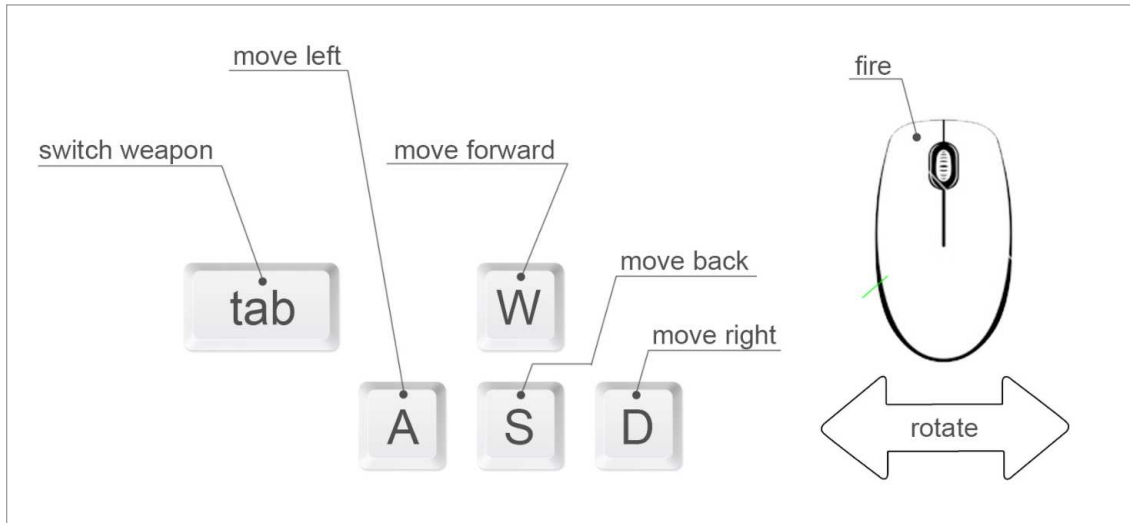 move left
fire
switch weapon
move forward
move back
tab
W
move right
A
S
D
rotate